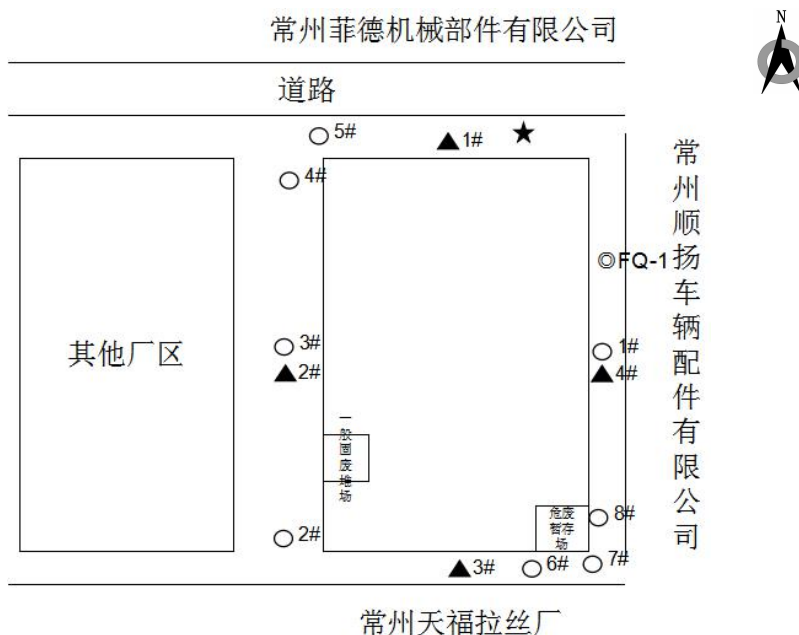 常州菲德机械部件有限公司
N
道路
○5#
▲1#
★
○4#
常州顺扬车辆配件有限公司
◎FQ-1
其他厂区
○3#
○1#
▲2#
▲4#
一般固废堆场
危废暂存场
○8#
○2#
▲3#
○6#
○7#
常州天福拉丝厂